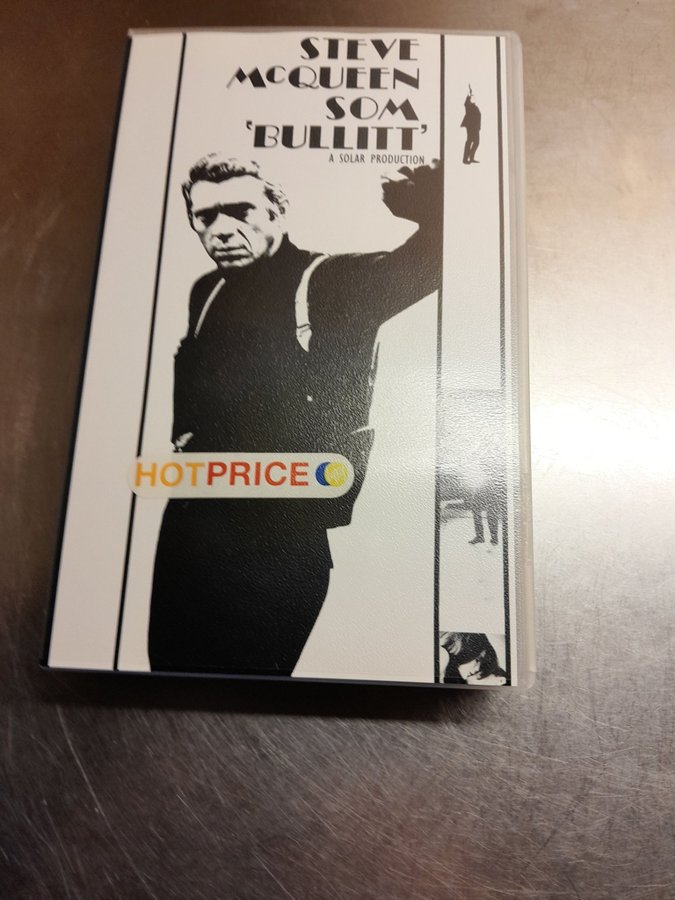 STEVE
McQUEEN
SOM
'BULLITT'
A SOLAR PRODUCTION
HOTPRICE